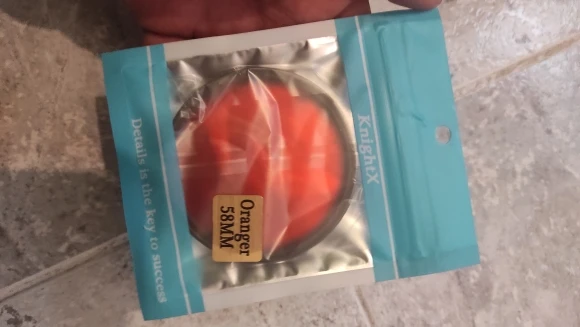 KnightX
Oranger
58MM
Details is the key to success